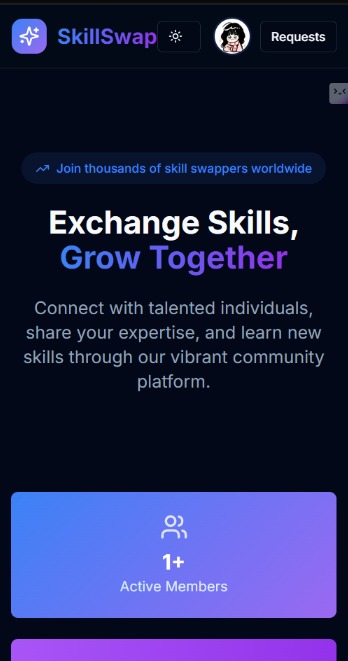 SkillSwap
Requests
Join thousands of skill swappers worldwide
Exchange Skills,
Grow Together
Connect with talented individuals,
share your expertise, and learn new
skills through our vibrant community
platform.
1+
Active Members